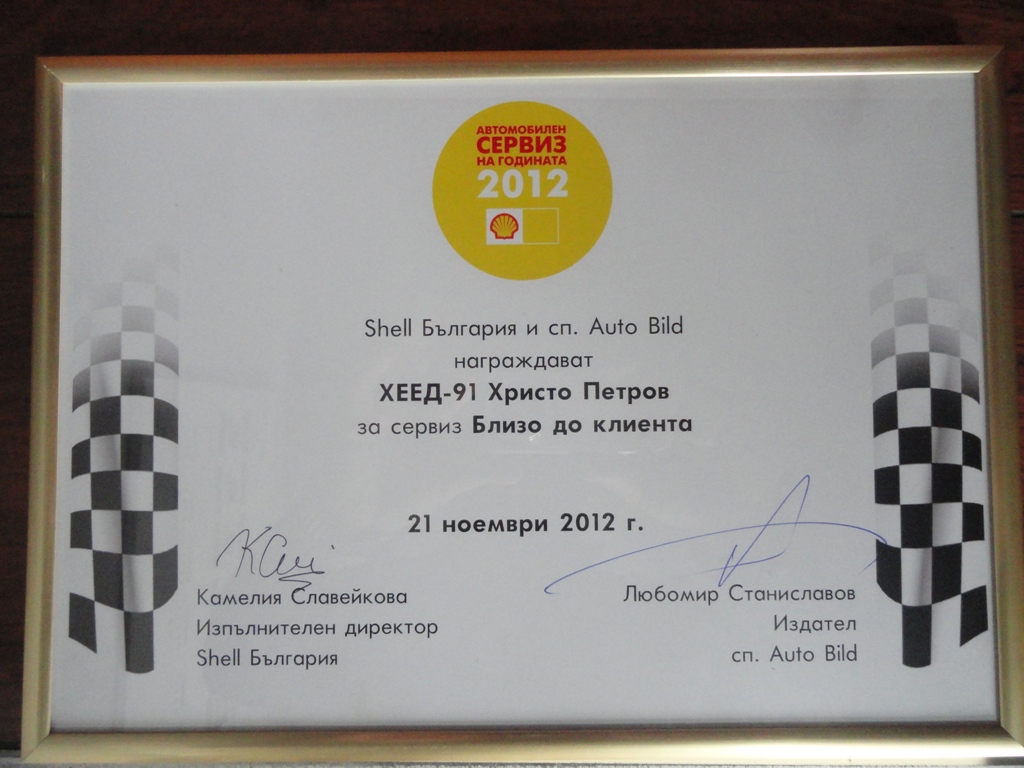 АВТОМОБИЛЕН
СЕРВИЗ
НА ГОДИНАТА
2012
Shell България и сп. Auto Bild
награждават
ХЕЕД-91 Христо Петров
за сервиз Близо до клиента
21 ноември 2012 г.
Камелия Славейкова
Изпълнителен директор
Shell България
Любомир Станиславов
Издател
сп. Auto Bild